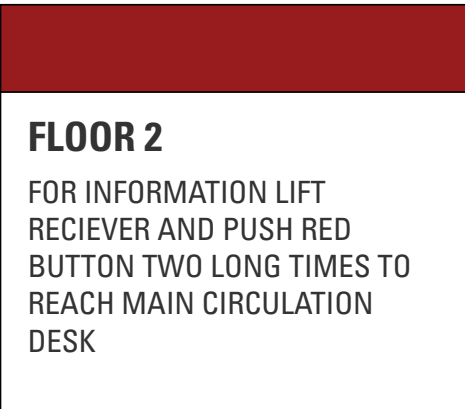 FLOOR 2
FOR INFORMATION LIFT
RECIEVER AND PUSH RED
BUTTON TWO LONG TIMES TO
REACH MAIN CIRCULATION
DESK